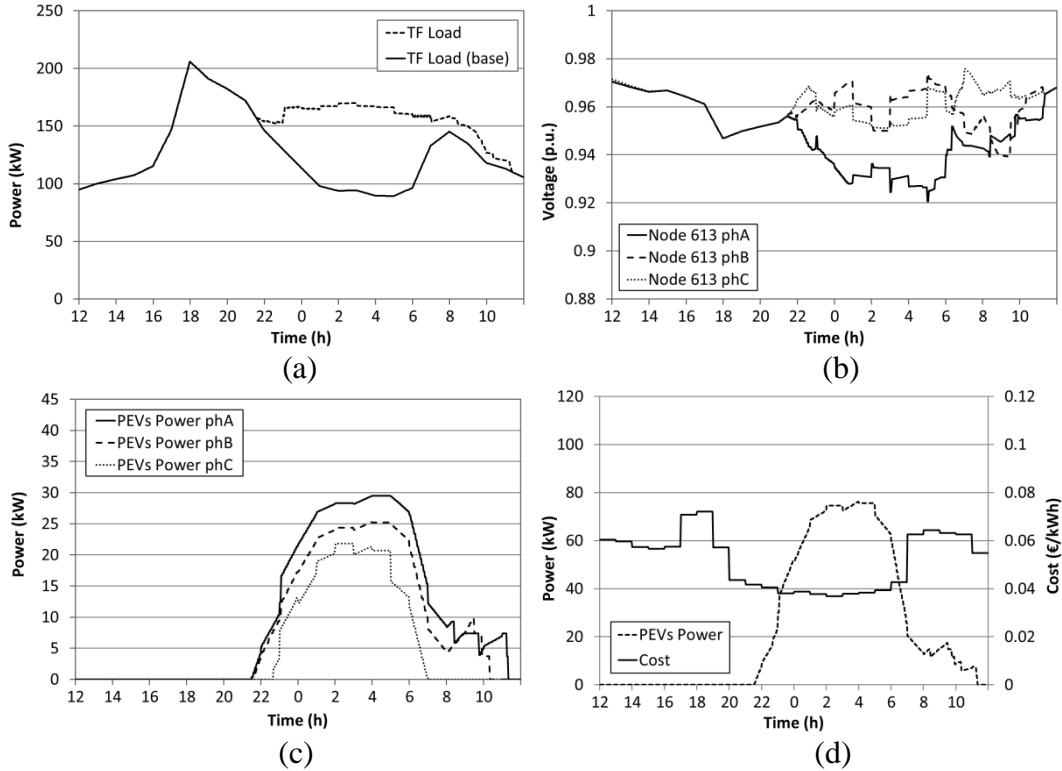 250
200
150
100
50
0
Power (kW)
TF Load
TF Load (base)
12 14 16 18 20 22 0 2 4 6 8 10
Time (h)
(a)
1
0.98
0.96
0.94
0.92
0.9
0.88
Voltage (p.u.)
Node 613 phA
Node 613 phB
Node 613 phC
12 14 16 18 20 22 0 2 4 6 8 10
Time (h)
(b)
45
40
35
30
25
20
15
10
5
0
Power (kW)
PEVs Power phA
PEVs Power phB
PEVs Power phC
12 14 16 18 20 22 0 2 4 6 8 10
Time (h)
(c)
120
100
80
60
40
20
0
Power (kW)
0.12
0.1
0.08
0.06
0.04
0.02
0
Cost (€/kWh)
PEVs Power
Cost
12 14 16 18 20 22 0 2 4 6 8 10
Time (h)
(d)